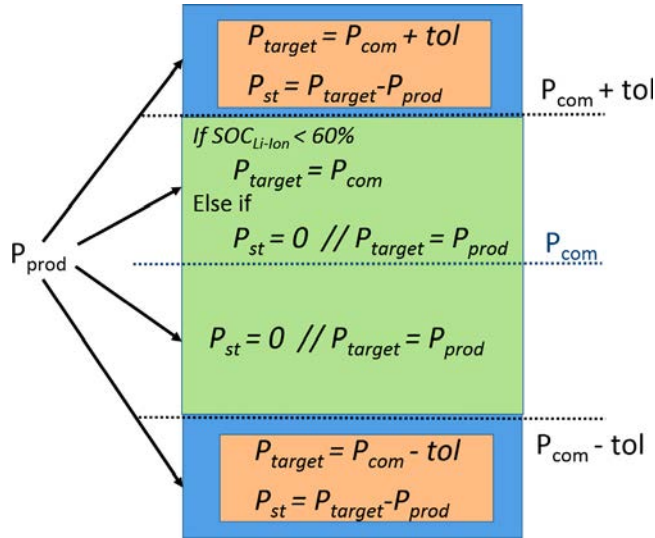 P_target = P_com + tol
P_st = P_target-P_prod
P_com + tol
If SOC_Li-Ion < 60%
P_target = P_com
Else if
P_st = 0 // P_target = P_prod
P_com
P_prod
P_st = 0 // P_target = P_prod
P_com - tol
P_target = P_com - tol
P_st = P_target-P_prod